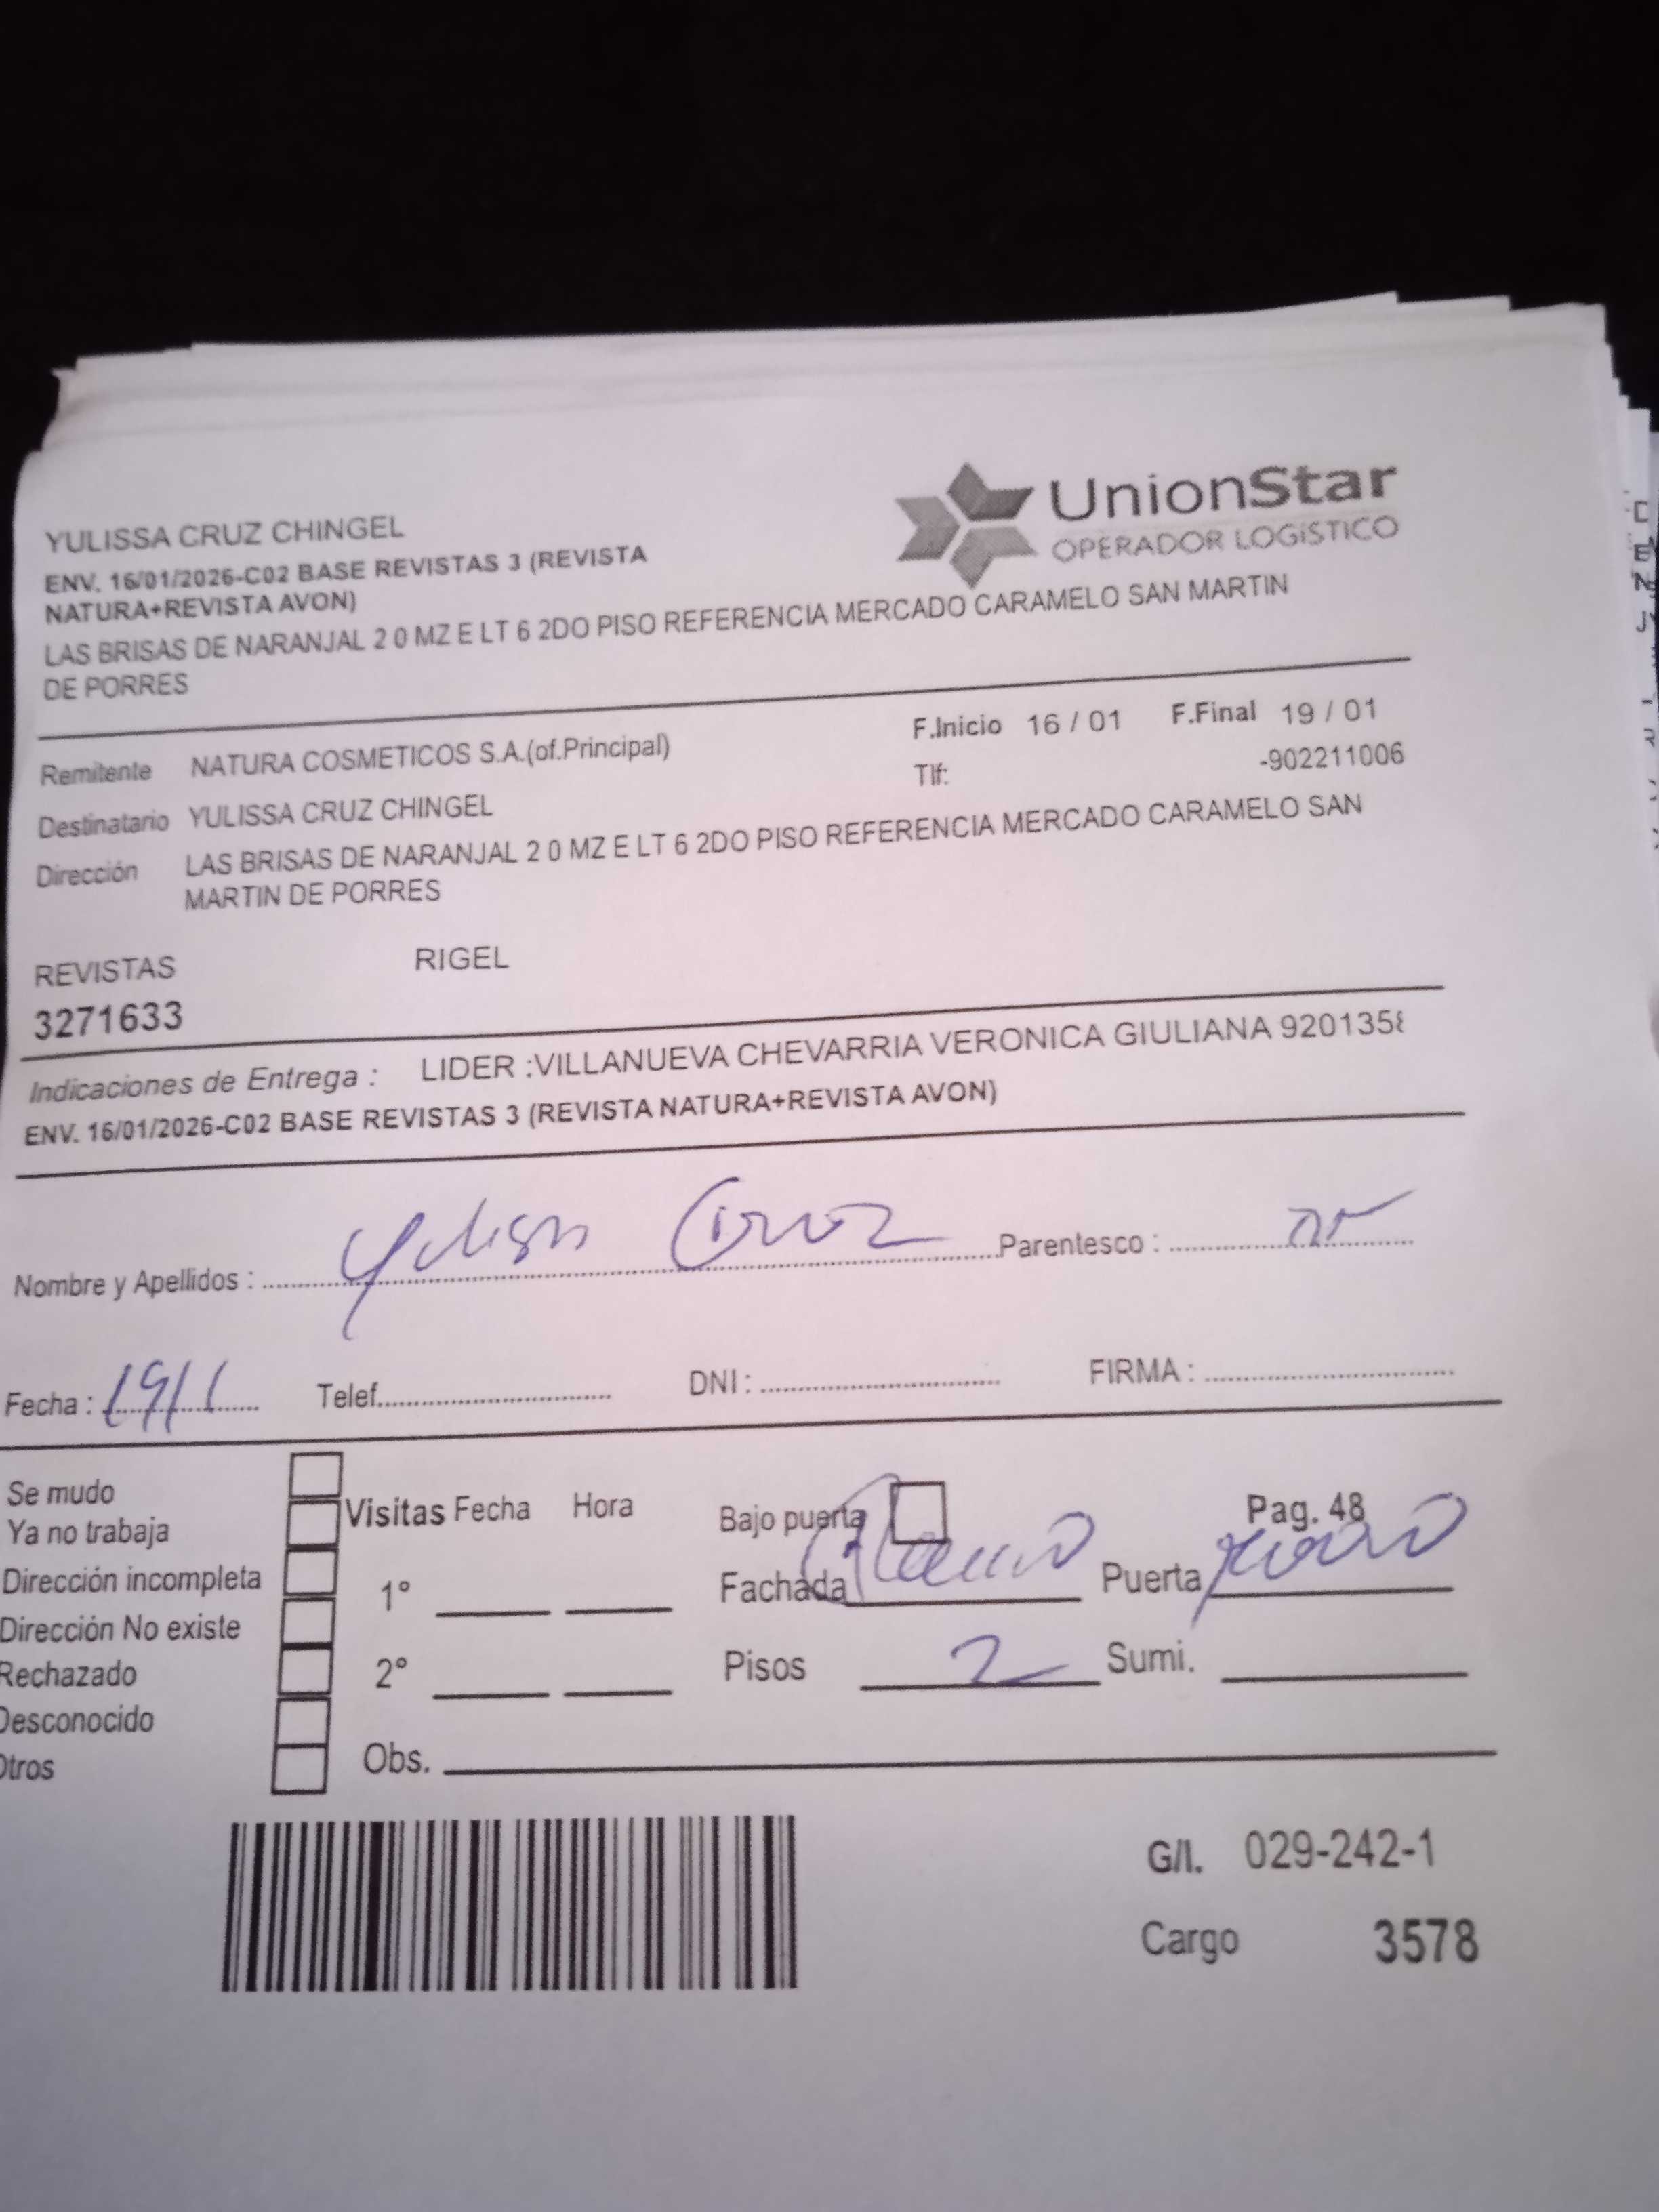 YULISSA CRUZ CHINGEL
UnionStar
OPERADOR LOGÍSTICO
ENV. 16/01/2026-C02 BASE REVISTAS 3 (REVISTA
NATURA+REVISTA AVON)
LAS BRISAS DE NARANJAL 2 0 MZ E LT 6 2DO PISO REFERENCIA MERCADO CARAMELO SAN MARTIN
DE PORRES
F.Inicio 16 / 01 F.Final 19 / 01
Remitente NATURA COSMETICOS S.A.(of.Principal)
Tlf: -902211006
Destinatario YULISSA CRUZ CHINGEL
Dirección LAS BRISAS DE NARANJAL 2 0 MZ E LT 6 2DO PISO REFERENCIA MERCADO CARAMELO SAN
MARTIN DE PORRES
REVISTAS RIGEL
3271633
Indicaciones de Entrega : LIDER :VILLANUEVA CHEVARRIA VERONICA GIULIANA 920135
ENV. 16/01/2026-C02 BASE REVISTAS 3 (REVISTA NATURA+REVISTA AVON)
Nombre y Apellidos : Cruz Parentesco :
Fecha : 19/1 Telef. DNI : FIRMA :
Se mudo
Ya no trabaja
Dirección incompleta
Dirección No existe
Rechazado
Desconocido
Otros
Visitas Fecha Hora
1°
2°
Obs.
Bajo puerta Pag. 48
Fachada Puerta
Pisos 2 Sumi.
G/I. 029-242-1
Cargo 3578